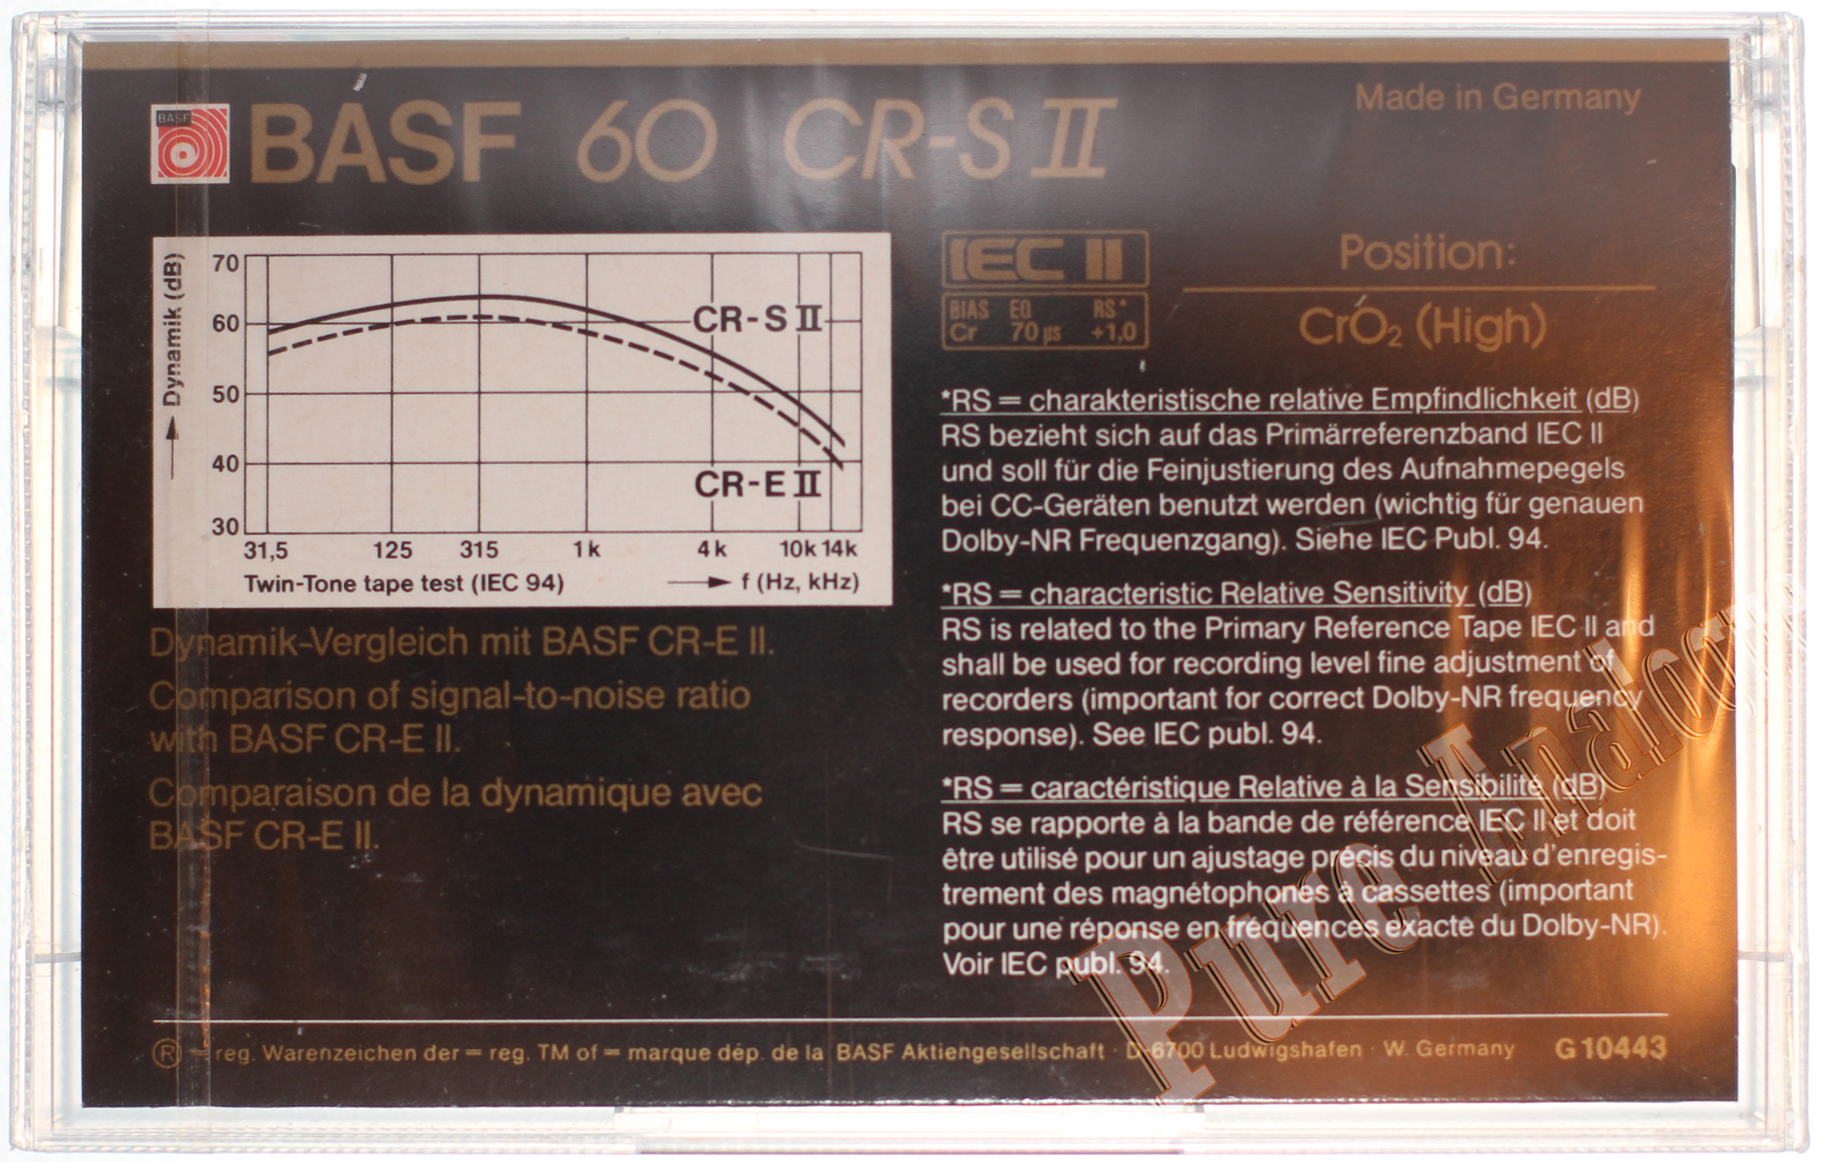 BASF
BASF 60 CR-S II
Made in Germany
Dynamik (dB)
70
60
50
40
30
CR-S II
CR-E II
31,5 125 315 1k 4k 10k 14k
Twin-Tone tape test (IEC 94) f (Hz, kHz)
Dynamik-Vergleich mit BASF CR-E II.
Comparison of signal-to-noise ratio
with BASF CR-E II.
Comparaison de la dynamique avec
BASF CR-E II.
IEC II
BIAS EQ RS*
Cr 70 µs +1,0
Position:
CrO₂ (High)
*RS = charakteristische relative Empfindlichkeit (dB)
RS bezieht sich auf das Primärreferenzband IEC II
und soll für die Feinjustierung des Aufnahmepegels
bei CC-Geräten benutzt werden (wichtig für genauen
Dolby-NR Frequenzgang). Siehe IEC Publ. 94.
*RS = characteristic Relative Sensitivity (dB)
RS is related to the Primary Reference Tape IEC II and
shall be used for recording level fine adjustment of
recorders (important for correct Dolby-NR frequency
response). See IEC publ. 94.
*RS = caractéristique Relative à la Sensibilité (dB)
RS se rapporte à la bande de référence IEC II et doit
être utilisé pour un ajustage précis du niveau d'enregis-
trement des magnétophones à cassettes (important
pour une réponse en fréquences exacte du Dolby-NR).
Voir IEC publ. 94.
® = reg. Warenzeichen der = reg. TM of = marque dép. de la BASF Aktiengesellschaft · D-6700 Ludwigshafen · W. Germany G 10443
Pure